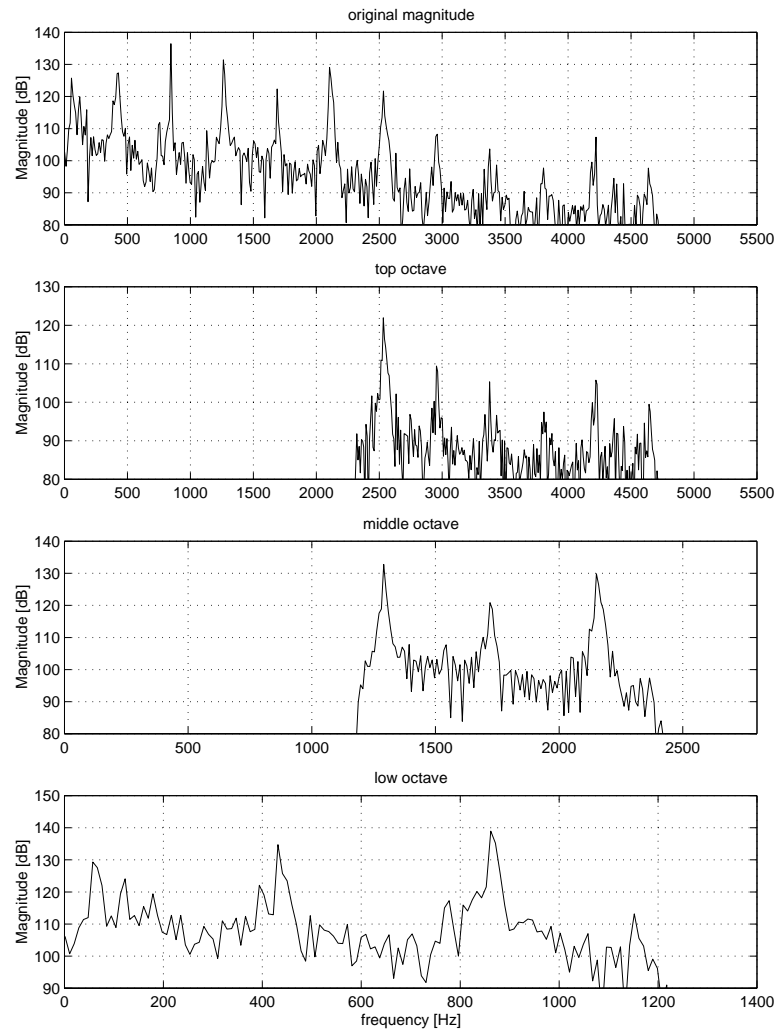 original magnitude
140
130
120
110
100
90
80
Magnitude [dB]
0 500 1000 1500 2000 2500 3000 3500 4000 4500 5000 5500
top octave
130
120
110
100
90
80
Magnitude [dB]
0 500 1000 1500 2000 2500 3000 3500 4000 4500 5000 5500
middle octave
140
130
120
110
100
90
80
Magnitude [dB]
0 500 1000 1500 2000 2500
low octave
150
140
130
120
110
100
90
Magnitude [dB]
0 200 400 600 800 1000 1200 1400
frequency [Hz]